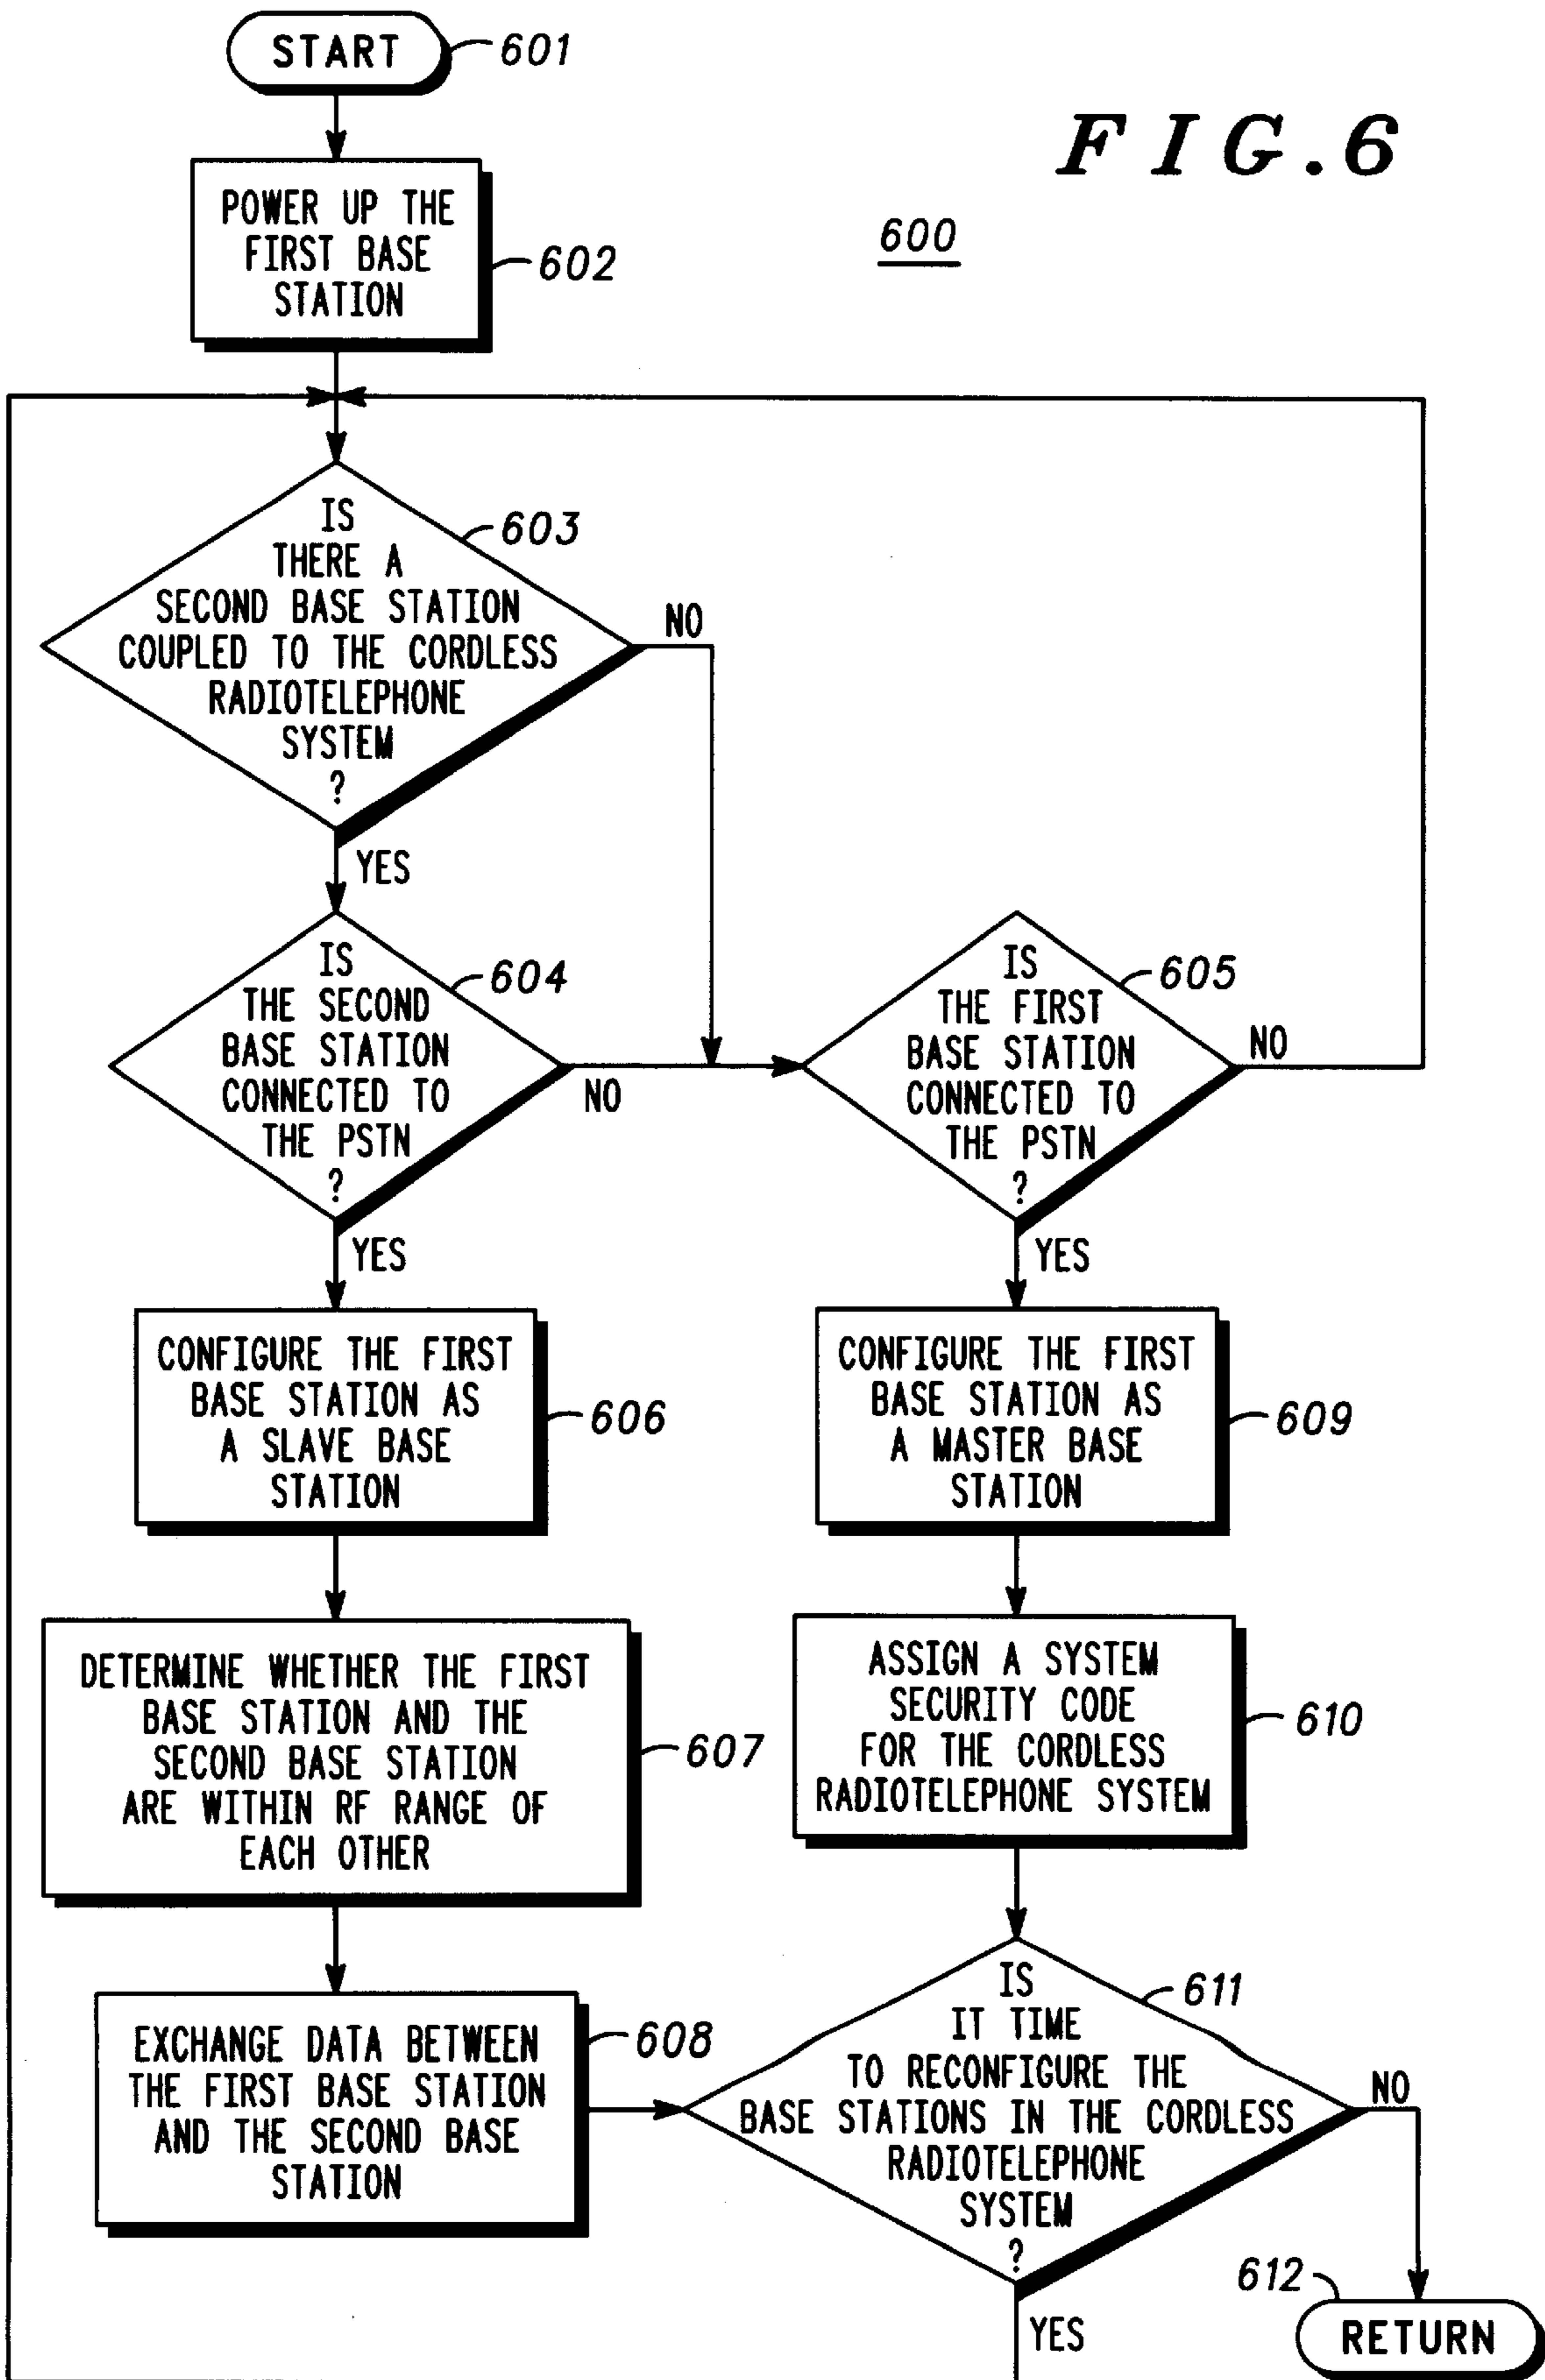 START
601
FIG.6
POWER UP THE
FIRST BASE
STATION
602
600
IS
THERE A
SECOND BASE STATION
COUPLED TO THE CORDLESS
RADIOTELEPHONE
SYSTEM
?
603
NO
YES
IS
THE SECOND
BASE STATION
CONNECTED TO
THE PSTN
?
604
NO
YES
IS
THE FIRST
BASE STATION
CONNECTED TO
THE PSTN
?
605
NO
YES
CONFIGURE THE FIRST
BASE STATION AS
A SLAVE BASE
STATION
606
CONFIGURE THE FIRST
BASE STATION AS
A MASTER BASE
STATION
609
DETERMINE WHETHER THE FIRST
BASE STATION AND THE
SECOND BASE STATION
ARE WITHIN RF RANGE OF
EACH OTHER
607
ASSIGN A SYSTEM
SECURITY CODE
FOR THE CORDLESS
RADIOTELEPHONE SYSTEM
610
EXCHANGE DATA BETWEEN
THE FIRST BASE STATION
AND THE SECOND BASE
STATION
608
IS
IT TIME
TO RECONFIGURE THE
BASE STATIONS IN THE CORDLESS
RADIOTELEPHONE
SYSTEM
?
611
NO
YES
612
RETURN